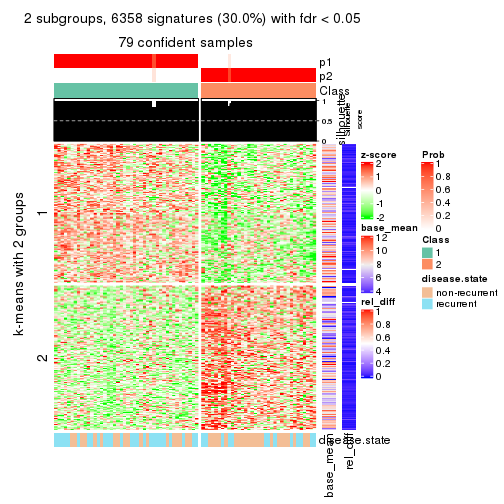 2 subgroups, 6358 signatures (30.0%) with fdr < 0.05
79 confident samples
p1
p2
Class
1
0.5
0
silhouette
Silhouette
score
k-means with 2 groups
1
2
z-score
2
1
0
-1
-2
base_mean
12
10
8
6
4
rel_diff
1
0.8
0.6
0.4
0.2
0
Prob
1
0.8
0.6
0.4
0.2
0
Class
1
2
disease.state
non-recurrent
recurrent
disease.state
base_mean
rel_diff